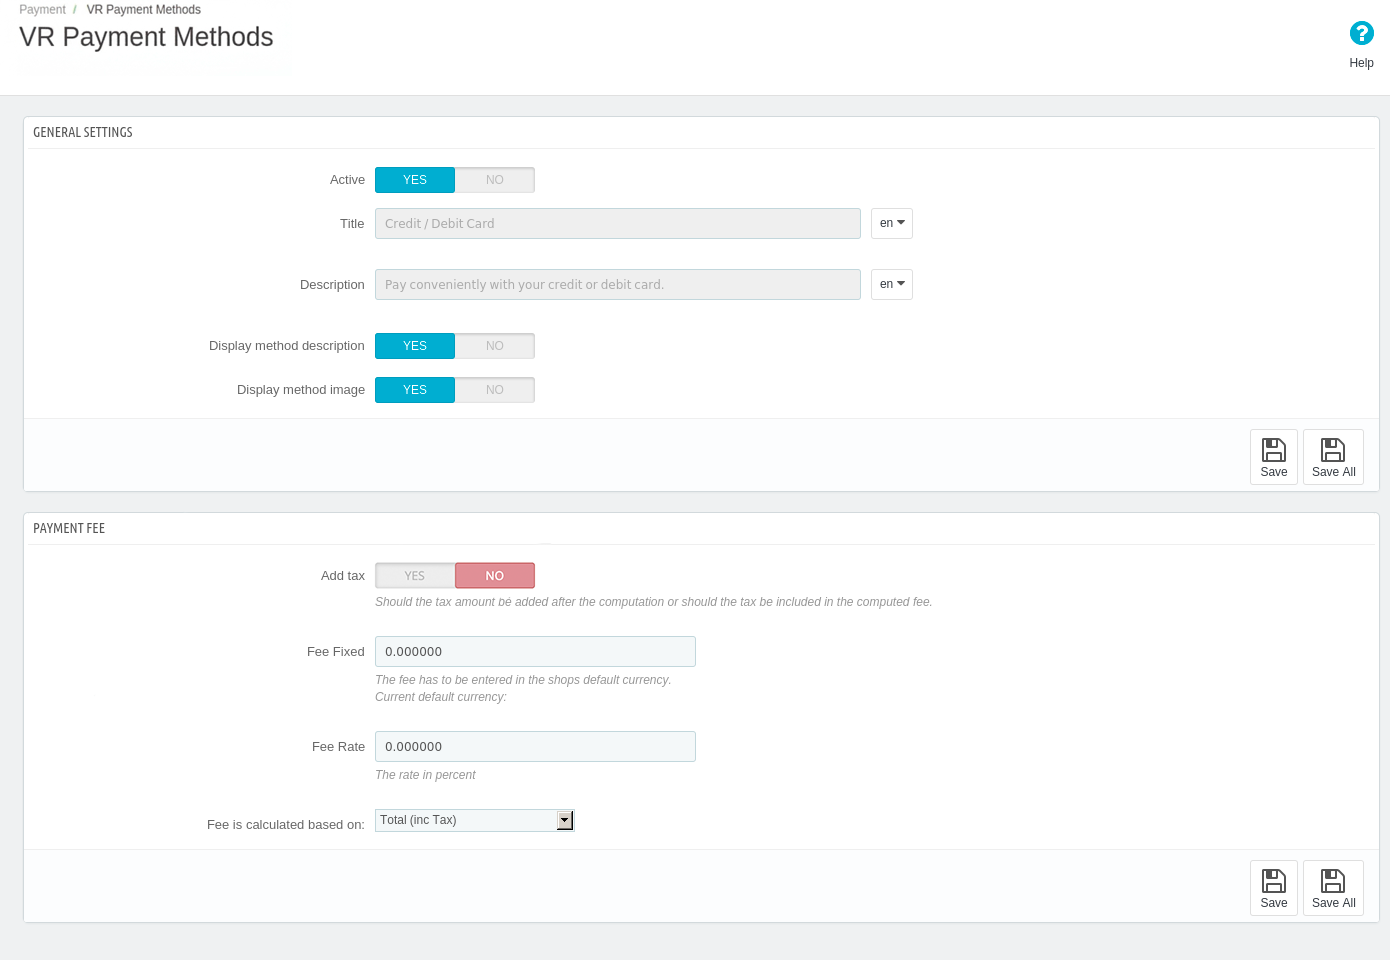 Payment / VR Payment Methods
VR Payment Methods
Help
GENERAL SETTINGS
Active YES NO
Title Credit / Debit Card en
Description Pay conveniently with your credit or debit card. en
Display method description YES NO
Display method image YES NO
Save Save All
PAYMENT FEE
Add tax YES NO
Should the tax amount be added after the computation or should the tax be included in the computed fee.
Fee Fixed 0.000000
The fee has to be entered in the shops default currency.
Current default currency:
Fee Rate 0.000000
The rate in percent
Fee is calculated based on: Total (inc Tax)
Save Save All